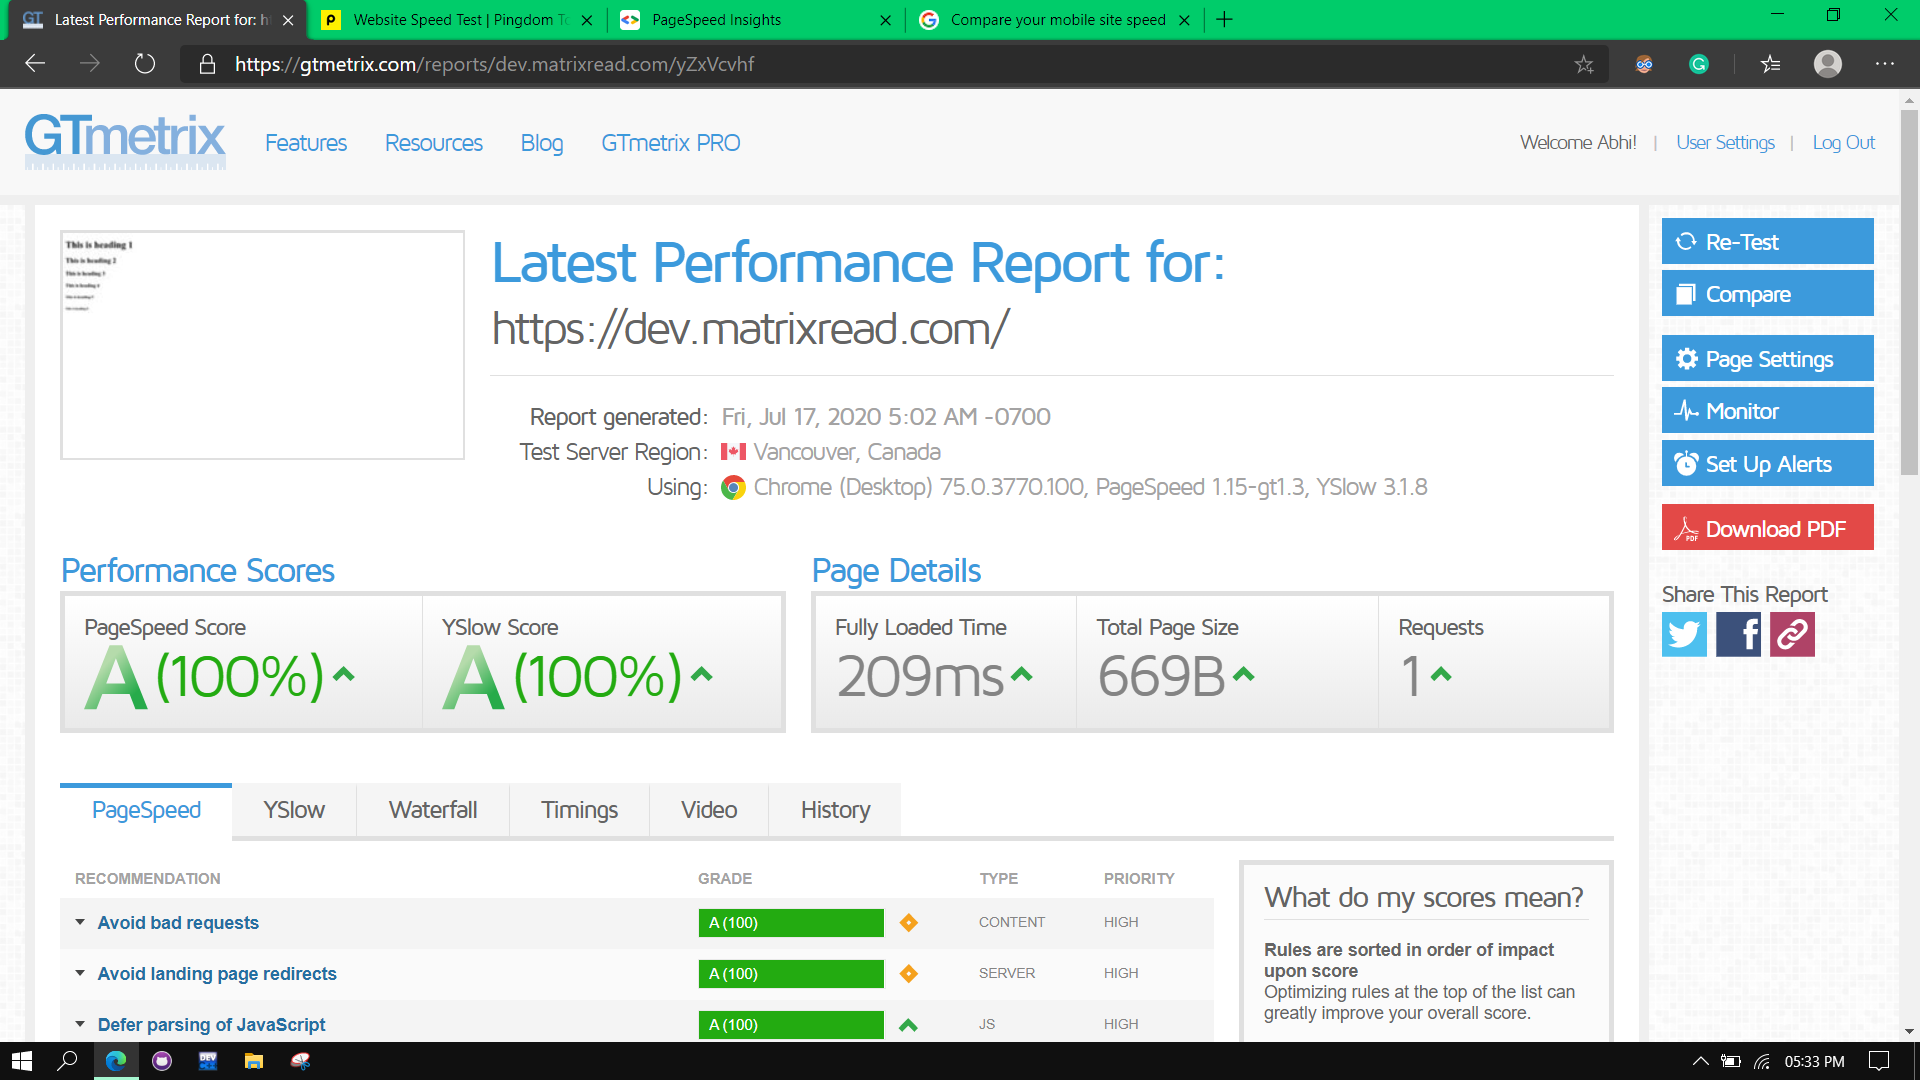 Latest Performance Report for: h
Website Speed Test | Pingdom To
PageSpeed Insights
Compare your mobile site speed
https://gtmetrix.com/reports/dev.matrixread.com/yZxVcvhf
GTmetrix
Features
Resources
Blog
GTmetrix PRO
Welcome Abhi!
|
User Settings
|
Log Out
This is heading 1
This is heading 2
This is heading 3
This is heading 4
This is heading 5
This is heading 6
Latest Performance Report for:
https://dev.matrixread.com/
Report generated: Fri, Jul 17, 2020 5:02 AM -0700
Test Server Region: Vancouver, Canada
Using: Chrome (Desktop) 75.0.3770.100, PageSpeed 1.15-gt1.3, YSlow 3.1.8
Re-Test
Compare
Page Settings
Monitor
Set Up Alerts
Download PDF
Share This Report
Performance Scores
PageSpeed Score
A (100%)
YSlow Score
A (100%)
Page Details
Fully Loaded Time
209ms
Total Page Size
669B
Requests
1
PageSpeed
YSlow
Waterfall
Timings
Video
History
RECOMMENDATION GRADE TYPE PRIORITY
Avoid bad requests A (100) CONTENT HIGH
Avoid landing page redirects A (100) SERVER HIGH
Defer parsing of JavaScript A (100) JS HIGH
What do my scores mean?
Rules are sorted in order of impact
upon score
Optimizing rules at the top of the list can
greatly improve your overall score.
05:33 PM